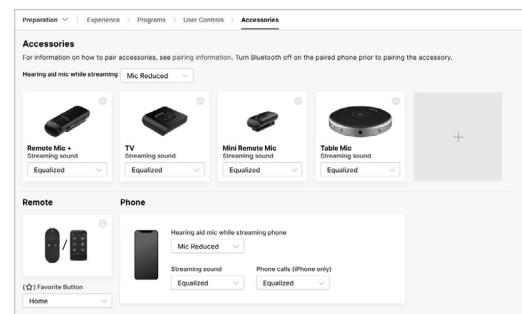 Preparation Experience > Programs > User Controls > Accessories
Accessories
For information on how to pair accessories, see pairing information. Turn Bluetooth off on the paired phone prior to pairing the accessory.
Hearing aid mic while streaming Mic Reduced
Remote Mic + TV Mini Remote Mic Table Mic
Streaming sound Streaming sound Streaming sound Streaming sound
Equalized Equalized Equalized Equalized
+
Remote Phone
Hearing aid mic while streaming phone
/
Mic Reduced
Streaming sound Phone calls (iPhone only)
Equalized Equalized
(☆) Favorite Button
Home